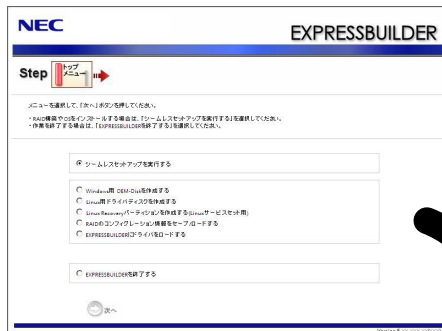 NEC
EXPRESSBUILDER
Step トップメニュー
メニューを選択して、「次へ」ボタンを押してください。
・RAID構築やOSをインストールする場合は、「シームレスセットアップを実行する」を選択してください。
・作業を終了する場合は、「EXPRESSBUILDERを終了する」を選択してください。
シームレスセットアップを実行する
Windows用 OEM-Diskを作成する
Linux用ドライバディスクを作成する
Linux Recoveryパーティションを作成する(Linuxサービスセット用)
RAIDのコンフィグレーション情報をセーブ/ロードする
EXPRESSBUILDERにドライバをロードする
EXPRESSBUILDERを終了する
次へ